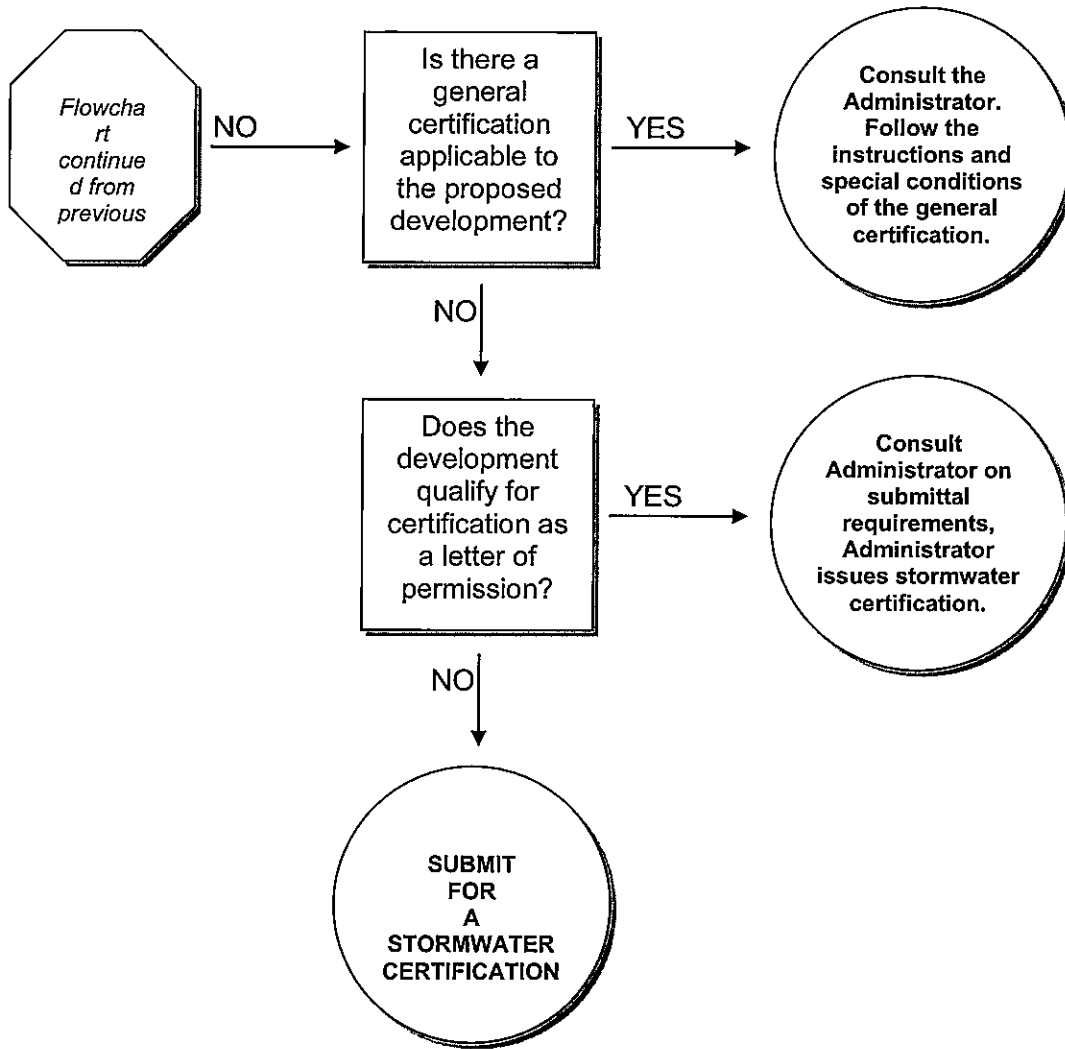 Flowcha
rt
continue
d from
previous
NO
Is there a
general
certification
applicable to
the proposed
development?
YES
Consult the
Administrator.
Follow the
instructions and
special conditions
of the general
certification.
NO
Does the
development
qualify for
certification as
a letter of
permission?
YES
Consult
Administrator on
submittal
requirements,
Administrator
issues stormwater
certification.
NO
SUBMIT
FOR
A
STORMWATER
CERTIFICATION